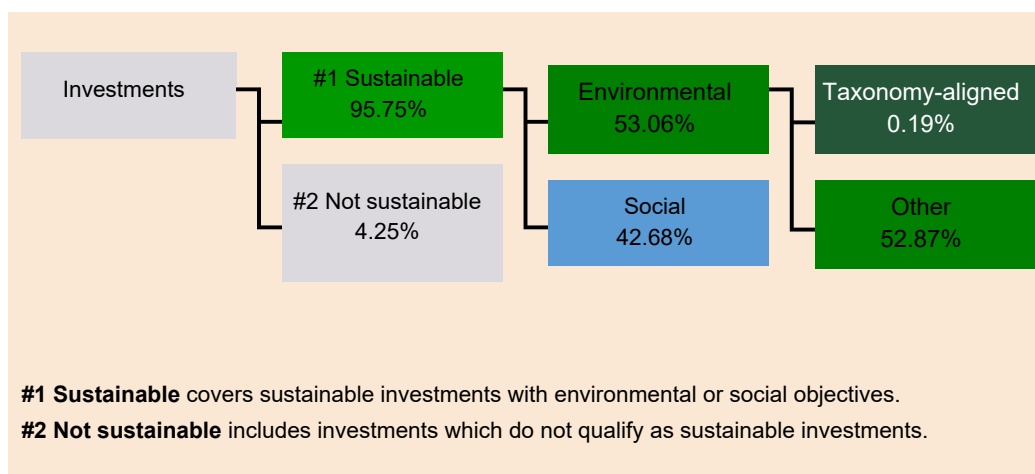 Investments
#1 Sustainable
95.75%
#2 Not sustainable
4.25%
Environmental
53.06%
Social
42.68%
Taxonomy-aligned
0.19%
Other
52.87%
#1 Sustainable covers sustainable investments with environmental or social objectives.
#2 Not sustainable includes investments which do not qualify as sustainable investments.